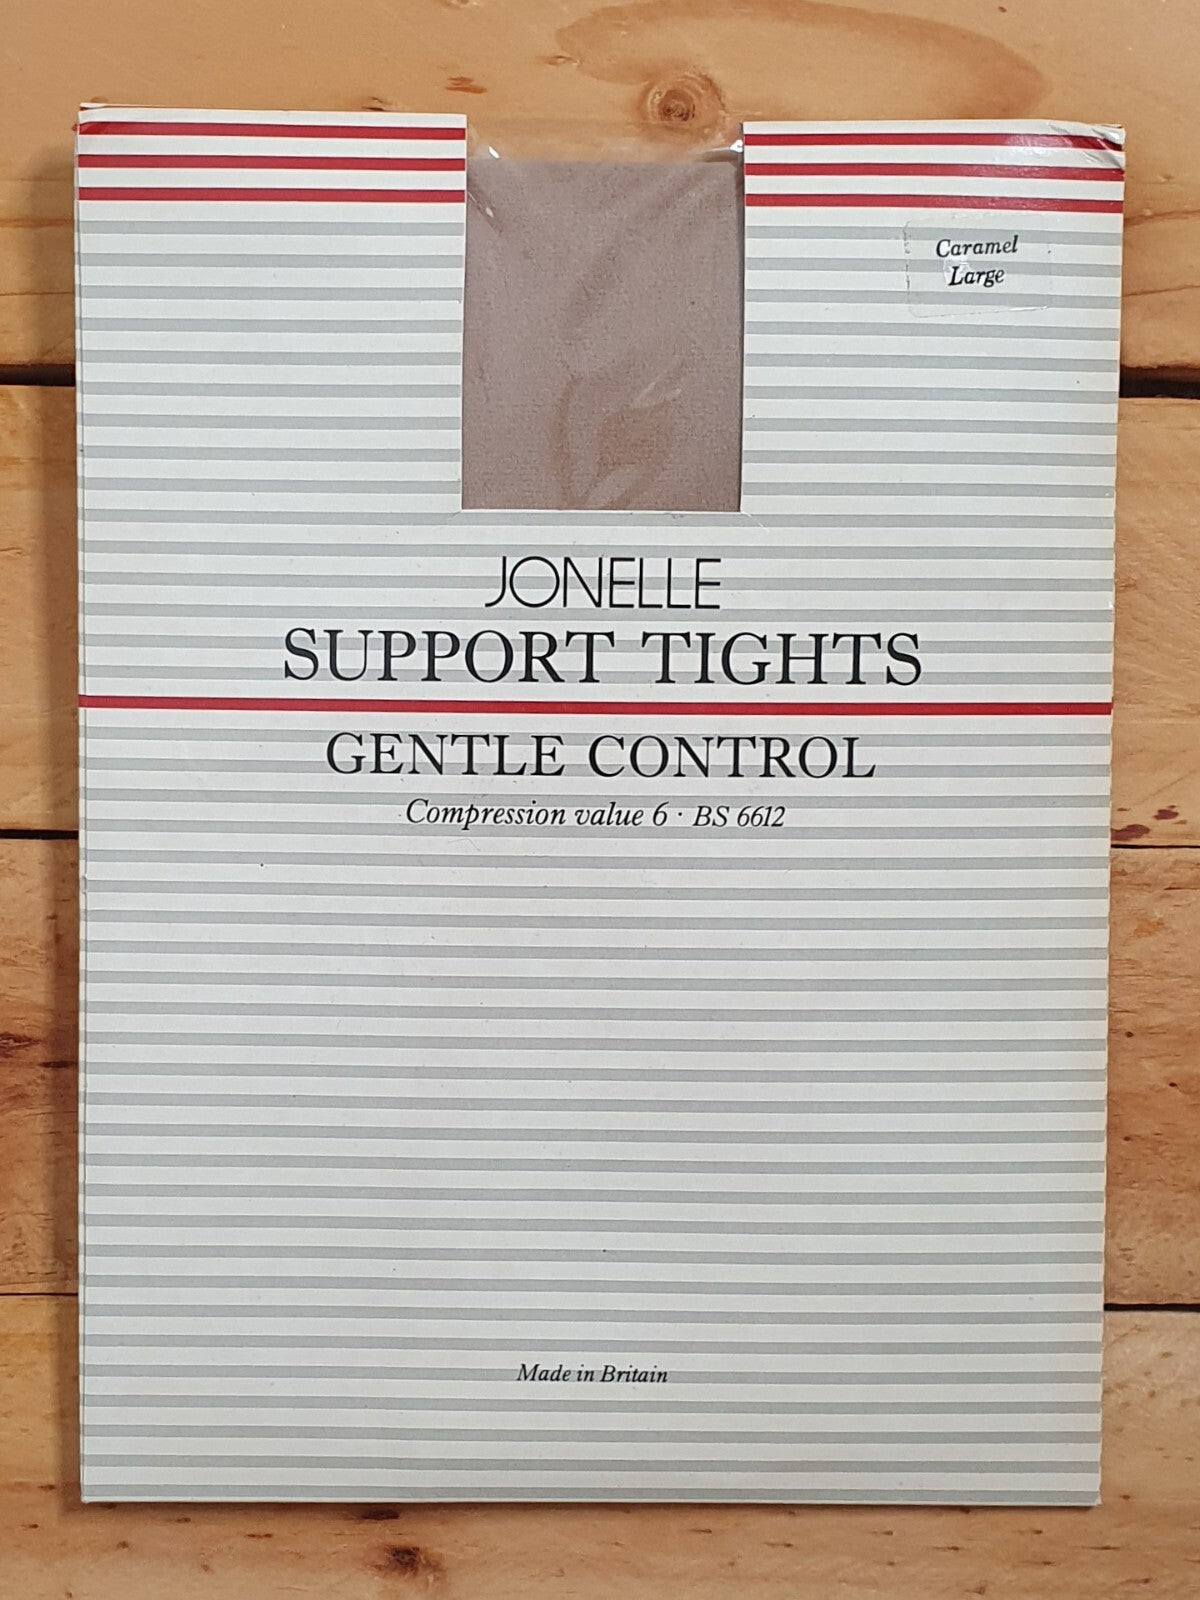 Caramel
Large
JONELLE
SUPPORT TIGHTS
GENTLE CONTROL
Compression value 6 · BS 6612
Made in Britain